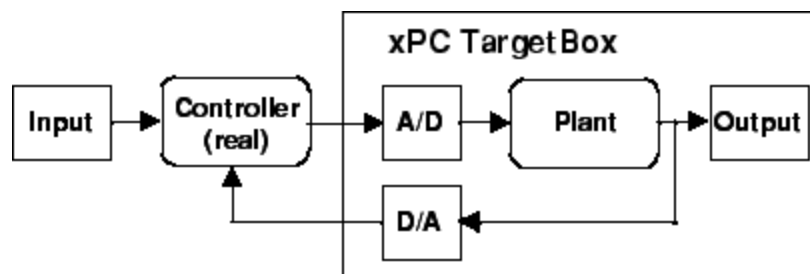 xPC TargetBox
Input
Controller
(real)
A/D
Plant
Output
D/A